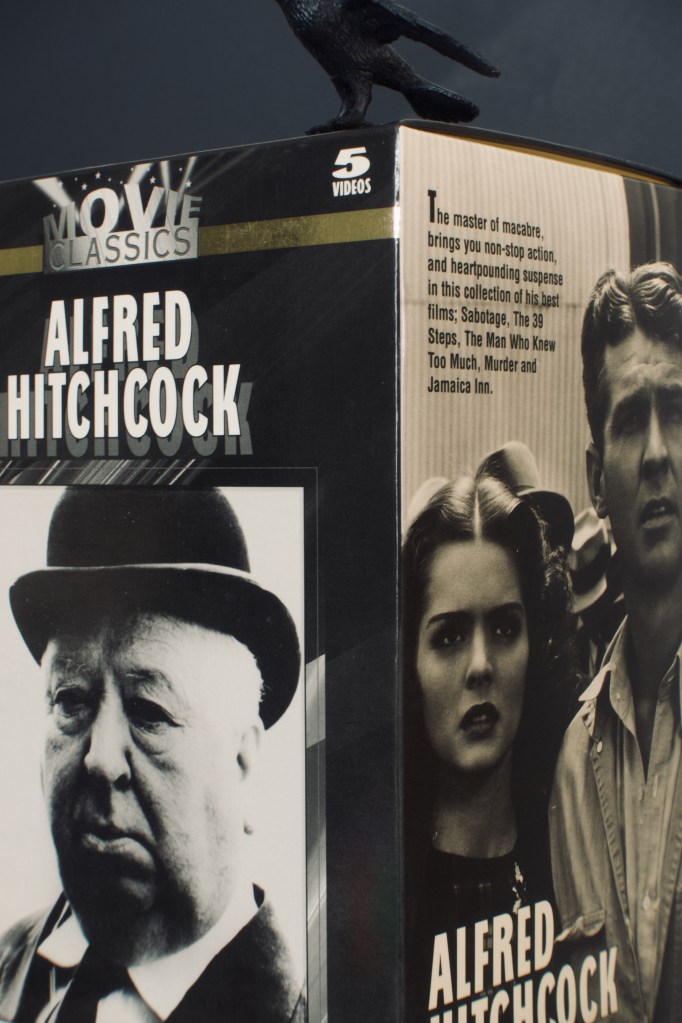 MOVIE
CLASSICS
5
VIDEOS
ALFRED
HITCHCOCK
The master of macabre,
brings you non-stop action,
and heartpounding suspense
in this collection of his best
films; Sabotage, The 39
Steps, The Man Who Knew
Too Much, Murder and
Jamaica Inn.
ALFRED
HITCHCOCK